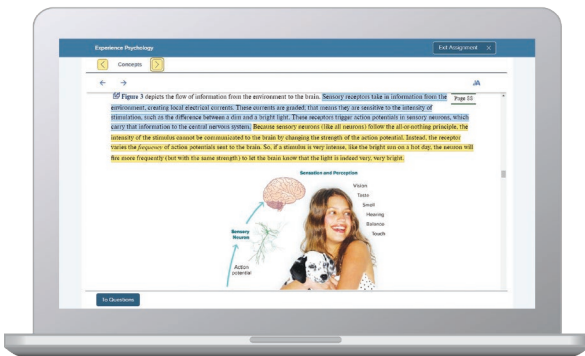 Experience Psychology
Exit Assignment X
Concepts
Figure 3 depicts the flow of information from the environment to the brain. Sensory receptors take in information from the
Page 88
environment, creating local electrical currents. These currents are graded; that means they are sensitive to the intensity of
stimulation, such as the difference between a dim and a bright light. These receptors trigger action potentials in sensory neurons, which
carry that information to the central nervous system. Because sensory neurons (like all neurons) follow the all-or-nothing principle, the
intensity of the stimulus cannot be communicated to the brain by changing the strength of the action potential. Instead, the receptor
varies the frequency of action potentials sent to the brain. So, if a stimulus is very intense, like the bright sun on a hot day, the neuron will
fire more frequently (but with the same strength) to let the brain know that the light is indeed very, very bright.
Sensation and Perception
Vision
Taste
Smell
Hearing
Balance
Touch
Sensory
Neuron
Action
potential
To Questions